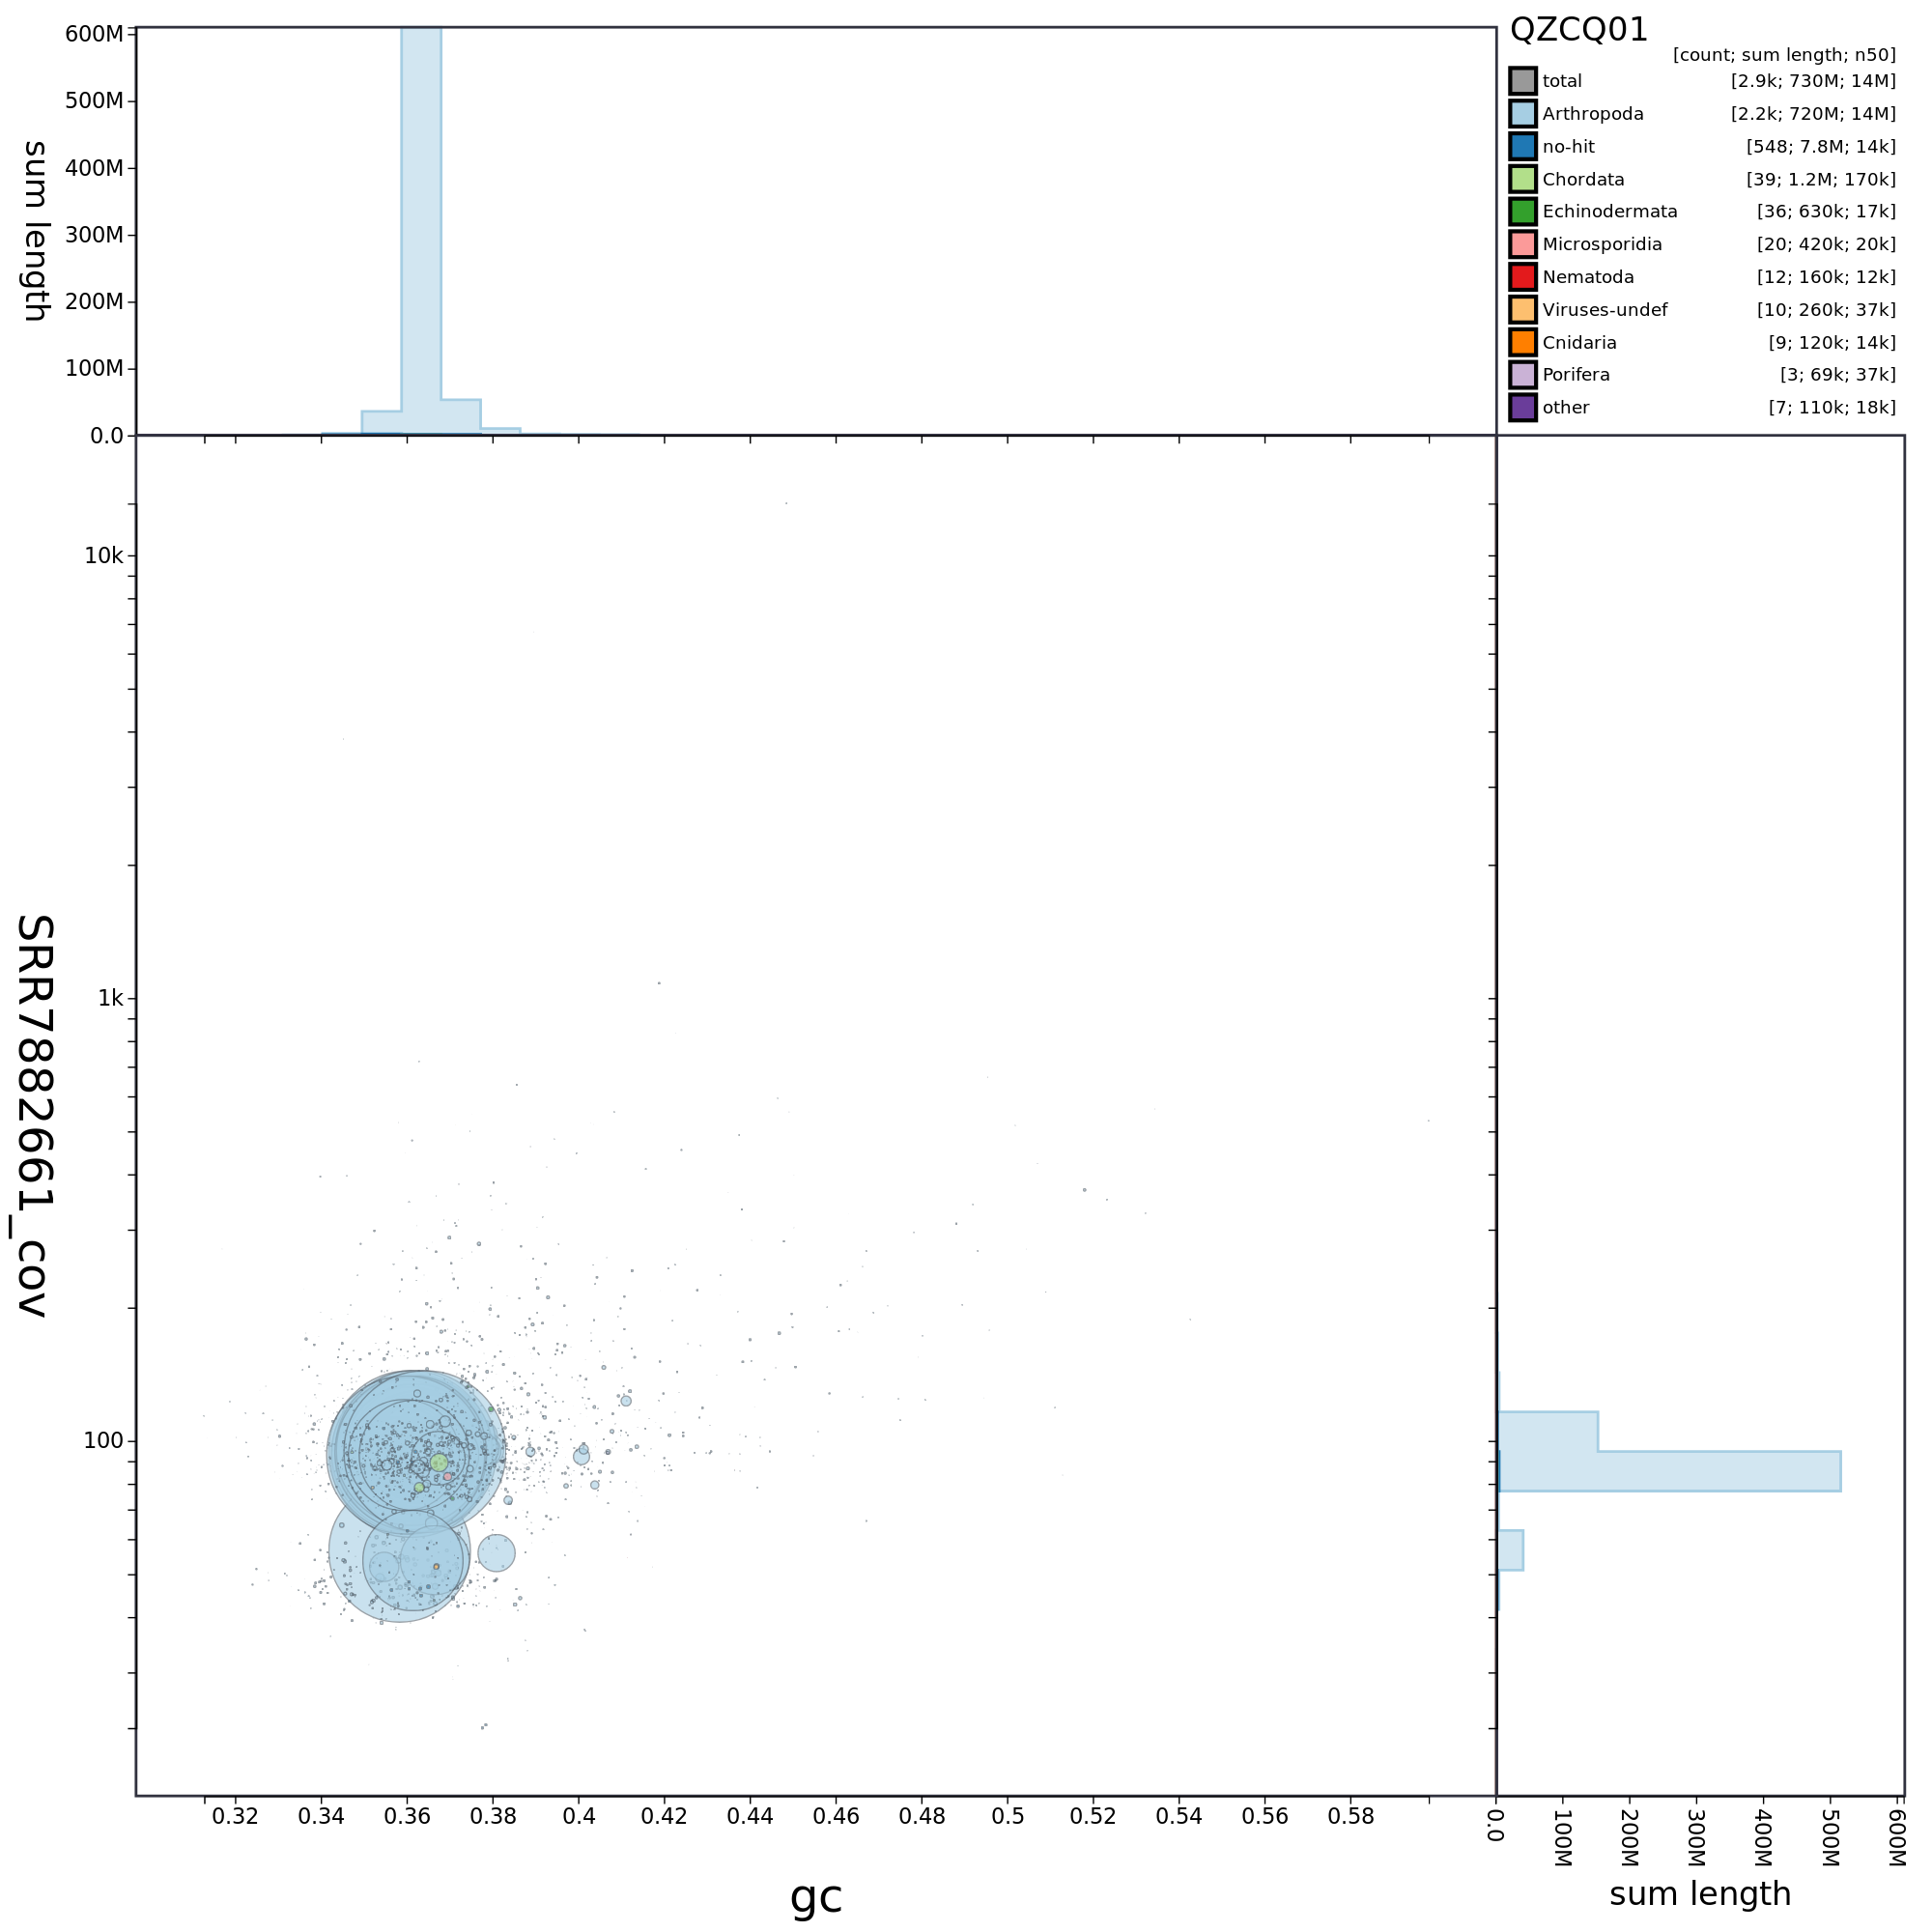 QZCQ01
[count; sum length; n50]
total [2.9k; 730M; 14M]
Arthropoda [2.2k; 720M; 14M]
no-hit [548; 7.8M; 14k]
Chordata [39; 1.2M; 170k]
Echinodermata [36; 630k; 17k]
Microsporidia [20; 420k; 20k]
Nematoda [12; 160k; 12k]
Viruses-undef [10; 260k; 37k]
Cnidaria [9; 120k; 14k]
Porifera [3; 69k; 37k]
other [7; 110k; 18k]
sum length
600M
500M
400M
300M
200M
100M
0.0
SRR7882661_cov
10k
1k
100
0.32 0.34 0.36 0.38 0.4 0.42 0.44 0.46 0.48 0.5 0.52 0.54 0.56 0.58
gc
0.0 100M 200M 300M 400M 500M 600M
sum length